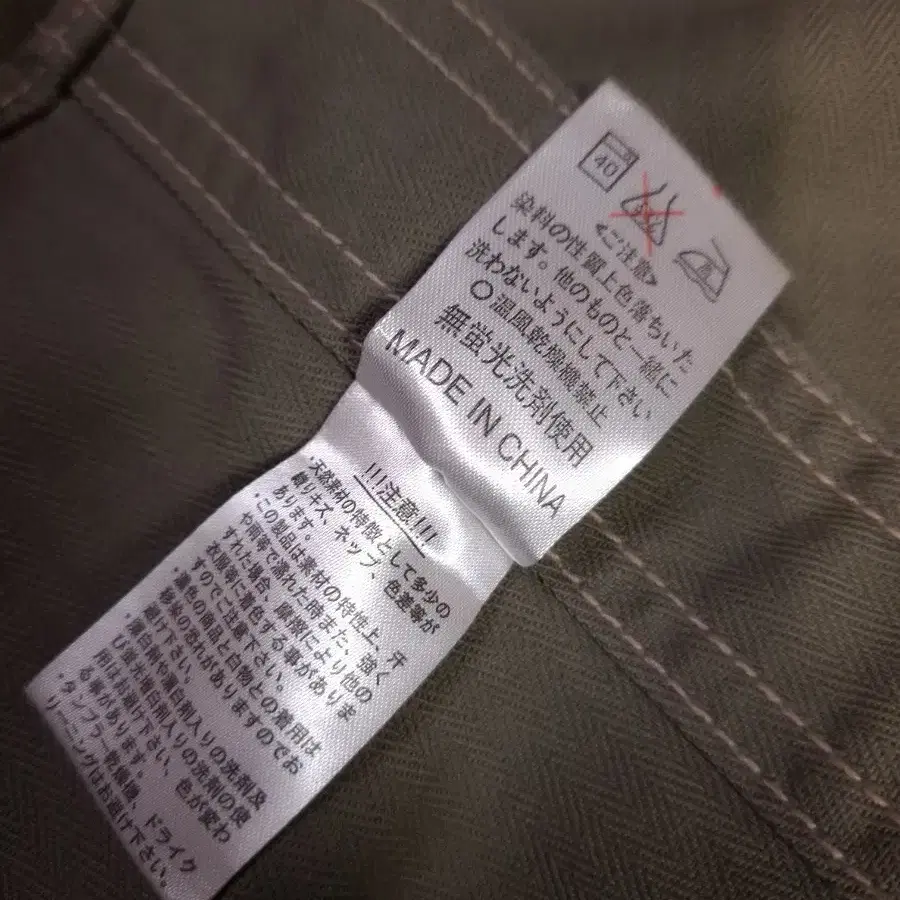 40
<ご注意>
染料の性質上色落ちいた
します。他のものと一緒に
洗わないようにして下さい
○温風乾燥機禁止
無蛍光洗剤使用
MADE IN CHINA
!!!注意!!!
・天然素材の特徴として多少の
織りキズ、ネップ、色差等が
あります。
・この製品は素材の特性上、汗
や雨等で濡れた時また、強く
すれた場合、摩擦により他の
衣服等に着色する事がありま
すのでご注意下さい。
・濃色の商品と白物との着用は
移染の恐れがありますのでお
避け下さい。
・蛍白剤や蛍白剤入りの洗剤及
び蛍光増白剤入りの洗剤の使
用はお避け下さい、色が変わ
る事があります。
・タンブラー乾燥機、ドライク
リーニングはお避け下さい。